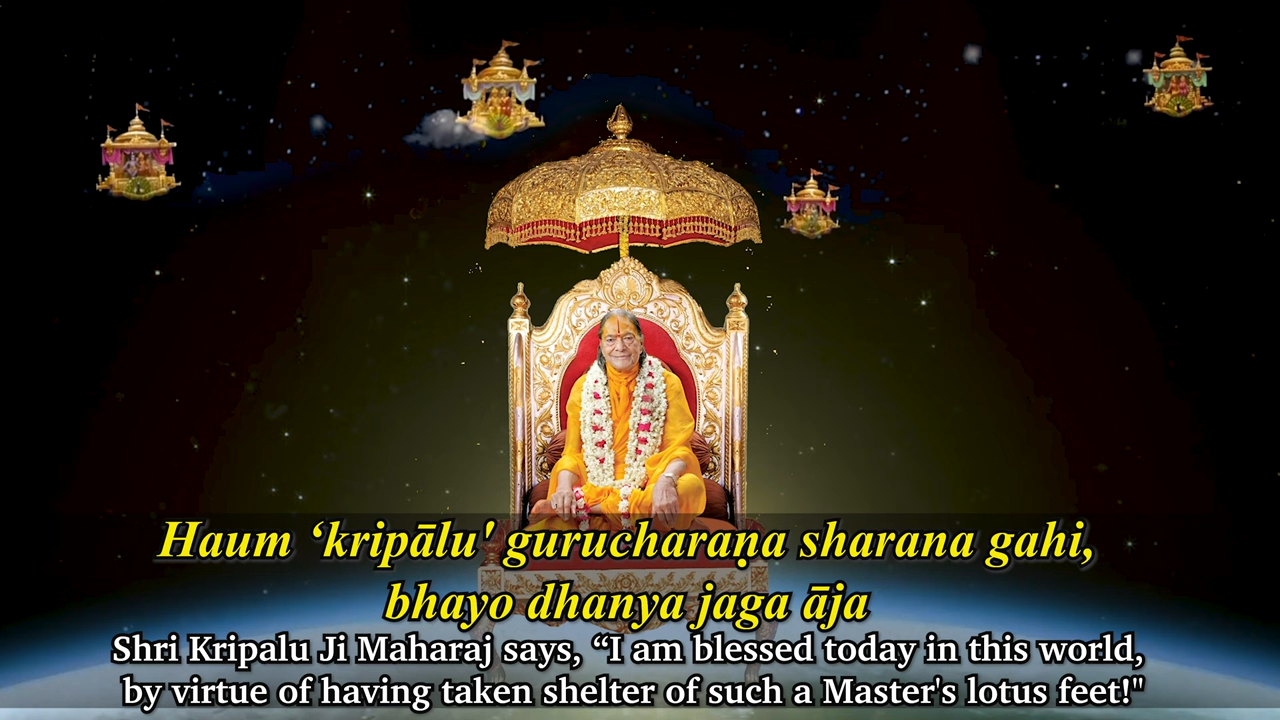 Haum ‘kripālu' gurucharaṇa sharana gahi,
bhayo dhanya jaga āja
Shri Kripalu Ji Maharaj says, “I am blessed today in this world,
by virtue of having taken shelter of such a Master's lotus feet!"